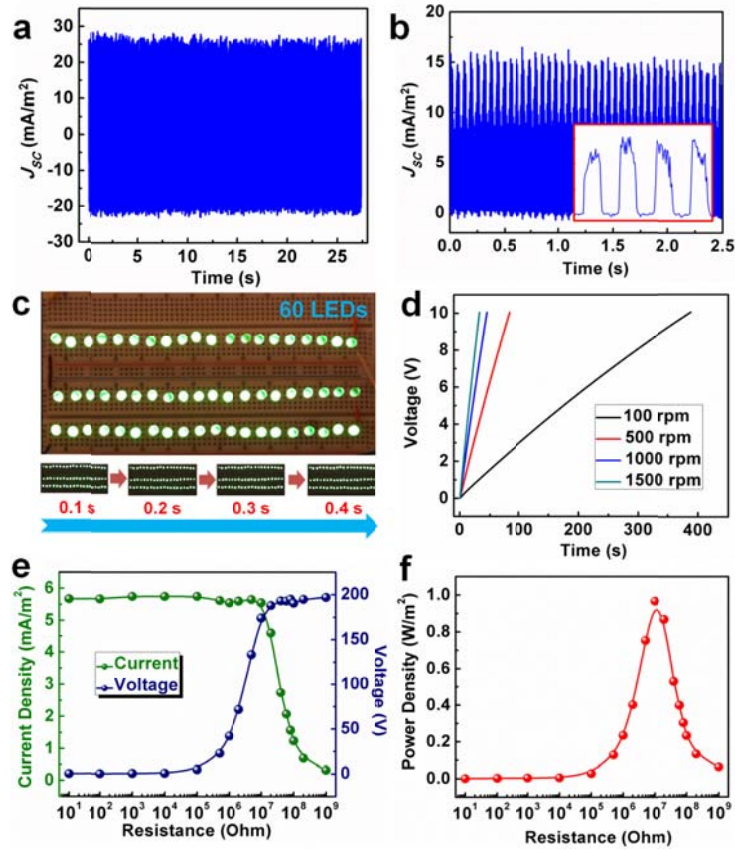 a
30
20
10
0
-10
-20
-30
J_SC (mA/m²)
0 5 10 15 20 25
Time (s)
b
20
15
10
5
0
J_SC (mA/m²)
0.0 0.5 1.0 1.5 2.0 2.5
Time (s)
c
60 LEDs
0.1 s 0.2 s 0.3 s 0.4 s
d
10
8
6
4
2
0
Voltage (V)
100 rpm
500 rpm
1000 rpm
1500 rpm
0 100 200 300 400
Time (s)
e
6
5
4
3
2
1
0
Current Density (mA/m²)
Current
Voltage
200
150
100
50
0
Voltage (V)
10¹ 10² 10³ 10⁴ 10⁵ 10⁶ 10⁷ 10⁸ 10⁹
Resistance (Ohm)
f
1.0
0.8
0.6
0.4
0.2
0.0
Power Density (W/m²)
10¹ 10² 10³ 10⁴ 10⁵ 10⁶ 10⁷ 10⁸ 10⁹
Resistance (Ohm)